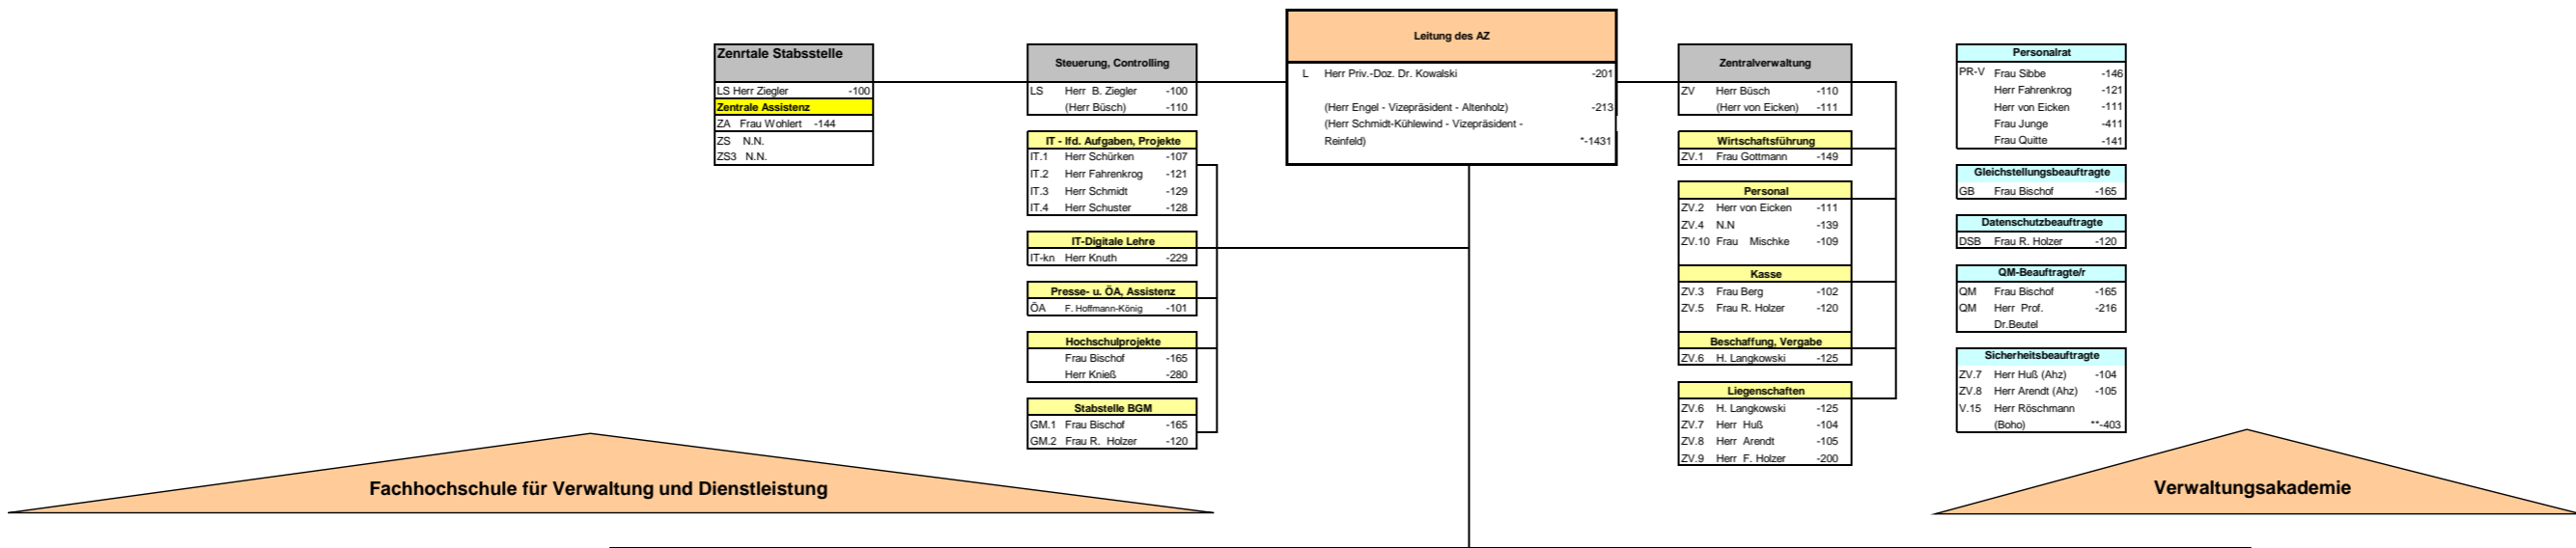 Zenrtale Stabsstelle
LS Herr Ziegler -100
Zentrale Assistenz
ZA Frau Wohlert -144
ZS N.N.
ZS3 N.N.
Steuerung, Controlling
LS Herr B. Ziegler -100
(Herr Büsch) -110
IT - lfd. Aufgaben, Projekte
IT.1 Herr Schürken -107
IT.2 Herr Fahrenkrog -121
IT.3 Herr Schmidt -129
IT.4 Herr Schuster -128
IT-Digitale Lehre
IT-kn Herr Knuth -229
Presse- u. ÖA, Assistenz
ÖA F. Hoffmann-König -101
Hochschulprojekte
Frau Bischof -165
Herr Knieß -280
Stabstelle BGM
GM.1 Frau Bischof -165
GM.2 Frau R. Holzer -120
Leitung des AZ
L Herr Priv.-Doz. Dr. Kowalski -201
(Herr Engel - Vizepräsident - Altenholz) -213
(Herr Schmidt-Kühlewind - Vizepräsident -
Reinfeld) *-1431
Zentralverwaltung
ZV Herr Büsch -110
(Herr von Eicken) -111
Wirtschaftsführung
ZV.1 Frau Gottmann -149
Personal
ZV.2 Herr von Eicken -111
ZV.4 N.N -139
ZV.10 Frau Mischke -109
Kasse
ZV.3 Frau Berg -102
ZV.5 Frau R. Holzer -120
Beschaffung, Vergabe
ZV.6 H. Langkowski -125
Liegenschaften
ZV.6 H. Langkowski -125
ZV.7 Herr Huß -104
ZV.8 Herr Arendt -105
ZV.9 Herr F. Holzer -200
Personalrat
PR-V Frau Sibbe -146
Herr Fahrenkrog -121
Herr von Eicken -111
Frau Junge -411
Frau Quitte -141
Gleichstellungsbeauftragte
GB Frau Bischof -165
Datenschutzbeauftragte
DSB Frau R. Holzer -120
QM-Beauftragte/r
QM Frau Bischof -165
QM Herr Prof. -216
Dr.Beutel
Sicherheitsbeauftragte
ZV.7 Herr Huß (Ahz) -104
ZV.8 Herr Arendt (Ahz) -105
V.15 Herr Röschmann
(Boho) **-403
Fachhochschule für Verwaltung und Dienstleistung
Verwaltungsakademie